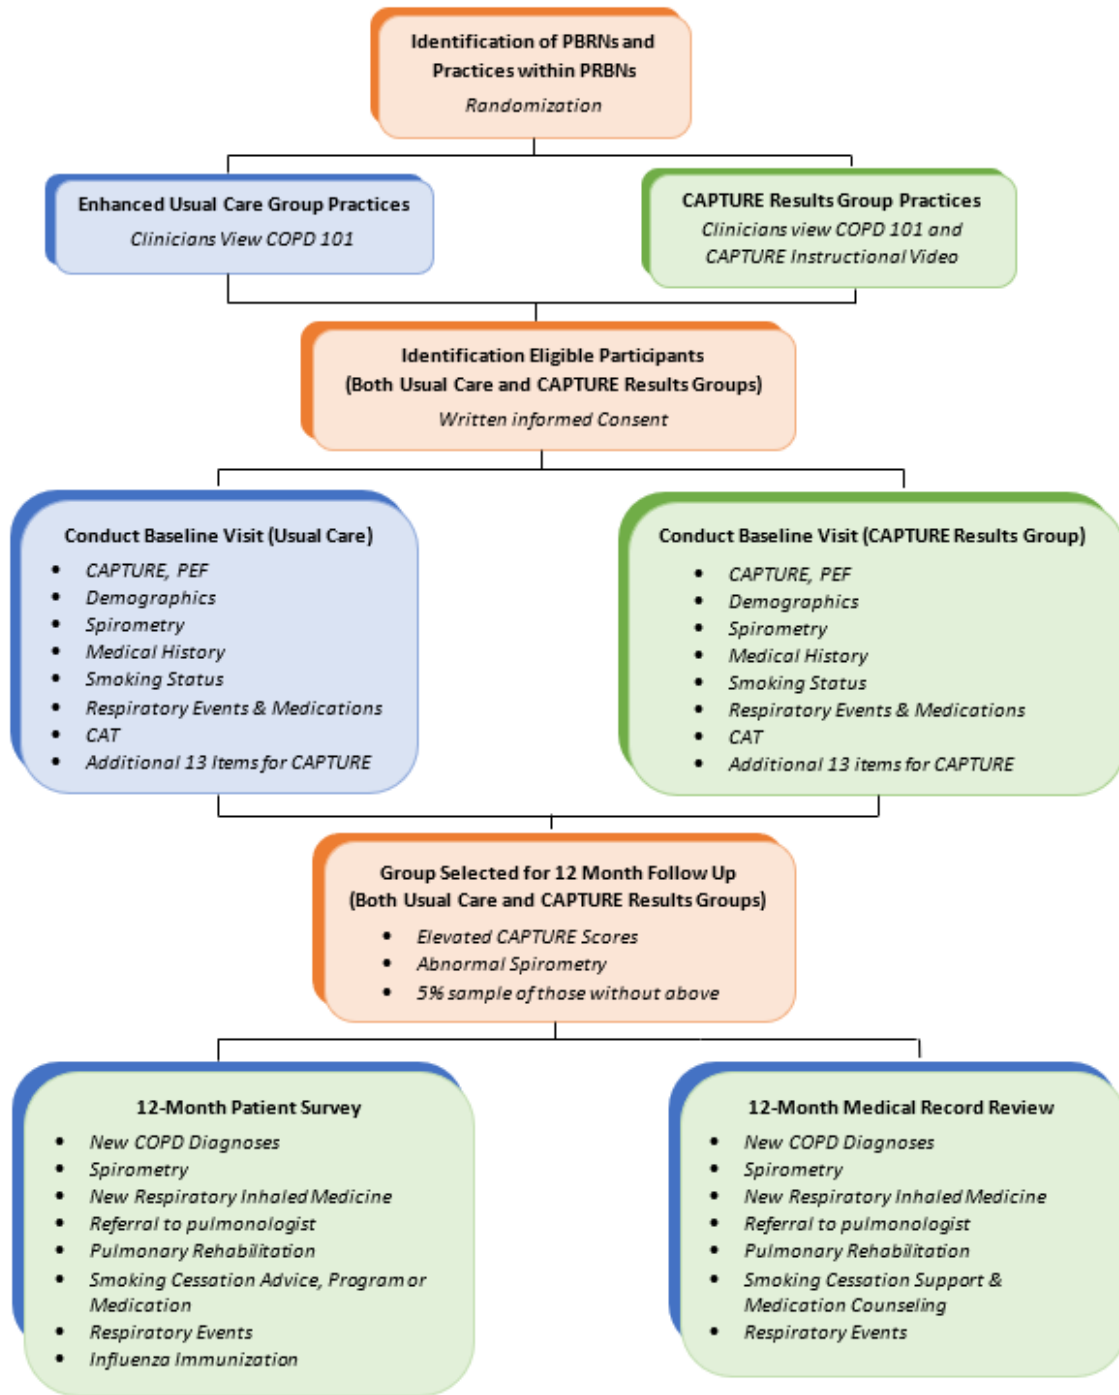 Identification of PBRNs and
Practices within PRBNs
Randomization
Enhanced Usual Care Group Practices
Clinicians View COPD 101
CAPTURE Results Group Practices
Clinicians view COPD 101 and
CAPTURE Instructional Video
Identification Eligible Participants
(Both Usual Care and CAPTURE Results Groups)
Written informed Consent
Conduct Baseline Visit (Usual Care)
• CAPTURE, PEF
• Demographics
• Spirometry
• Medical History
• Smoking Status
• Respiratory Events & Medications
• CAT
• Additional 13 Items for CAPTURE
Conduct Baseline Visit (CAPTURE Results Group)
• CAPTURE, PEF
• Demographics
• Spirometry
• Medical History
• Smoking Status
• Respiratory Events & Medications
• CAT
• Additional 13 items for CAPTURE
Group Selected for 12 Month Follow Up
(Both Usual Care and CAPTURE Results Groups)
• Elevated CAPTURE Scores
• Abnormal Spirometry
• 5% sample of those without above
12-Month Patient Survey
• New COPD Diagnoses
• Spirometry
• New Respiratory Inhaled Medicine
• Referral to pulmonologist
• Pulmonary Rehabilitation
• Smoking Cessation Advice, Program or
Medication
• Respiratory Events
• Influenza Immunization
12-Month Medical Record Review
• New COPD Diagnoses
• Spirometry
• New Respiratory Inhaled Medicine
• Referral to pulmonologist
• Pulmonary Rehabilitation
• Smoking Cessation Support &
Medication Counseling
• Respiratory Events